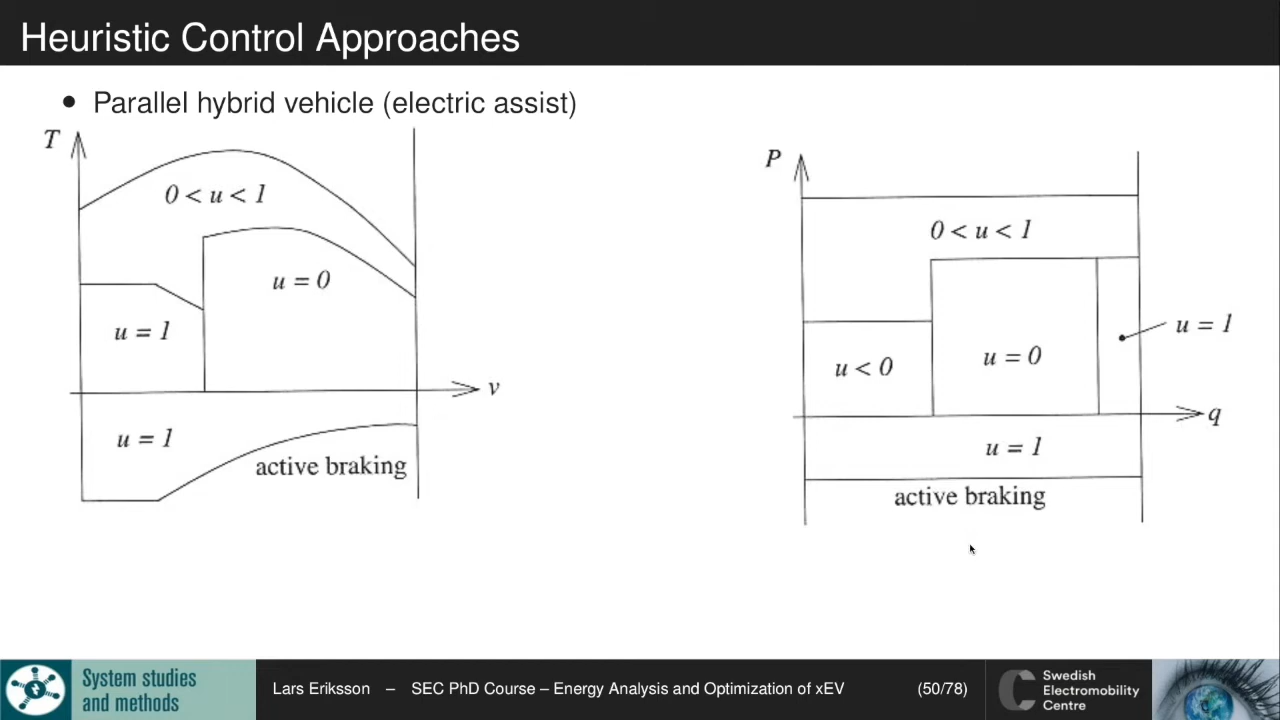 Heuristic Control Approaches
• Parallel hybrid vehicle (electric assist)
T
0 < u < 1
u = 0
u = 1
v
u = 1
active braking
P
0 < u < 1
u = 1
u < 0
u = 0
q
u = 1
active braking
System studies
and methods
Lars Eriksson – SEC PhD Course – Energy Analysis and Optimization of xEV (50/78)
Swedish
Electromobility
Centre